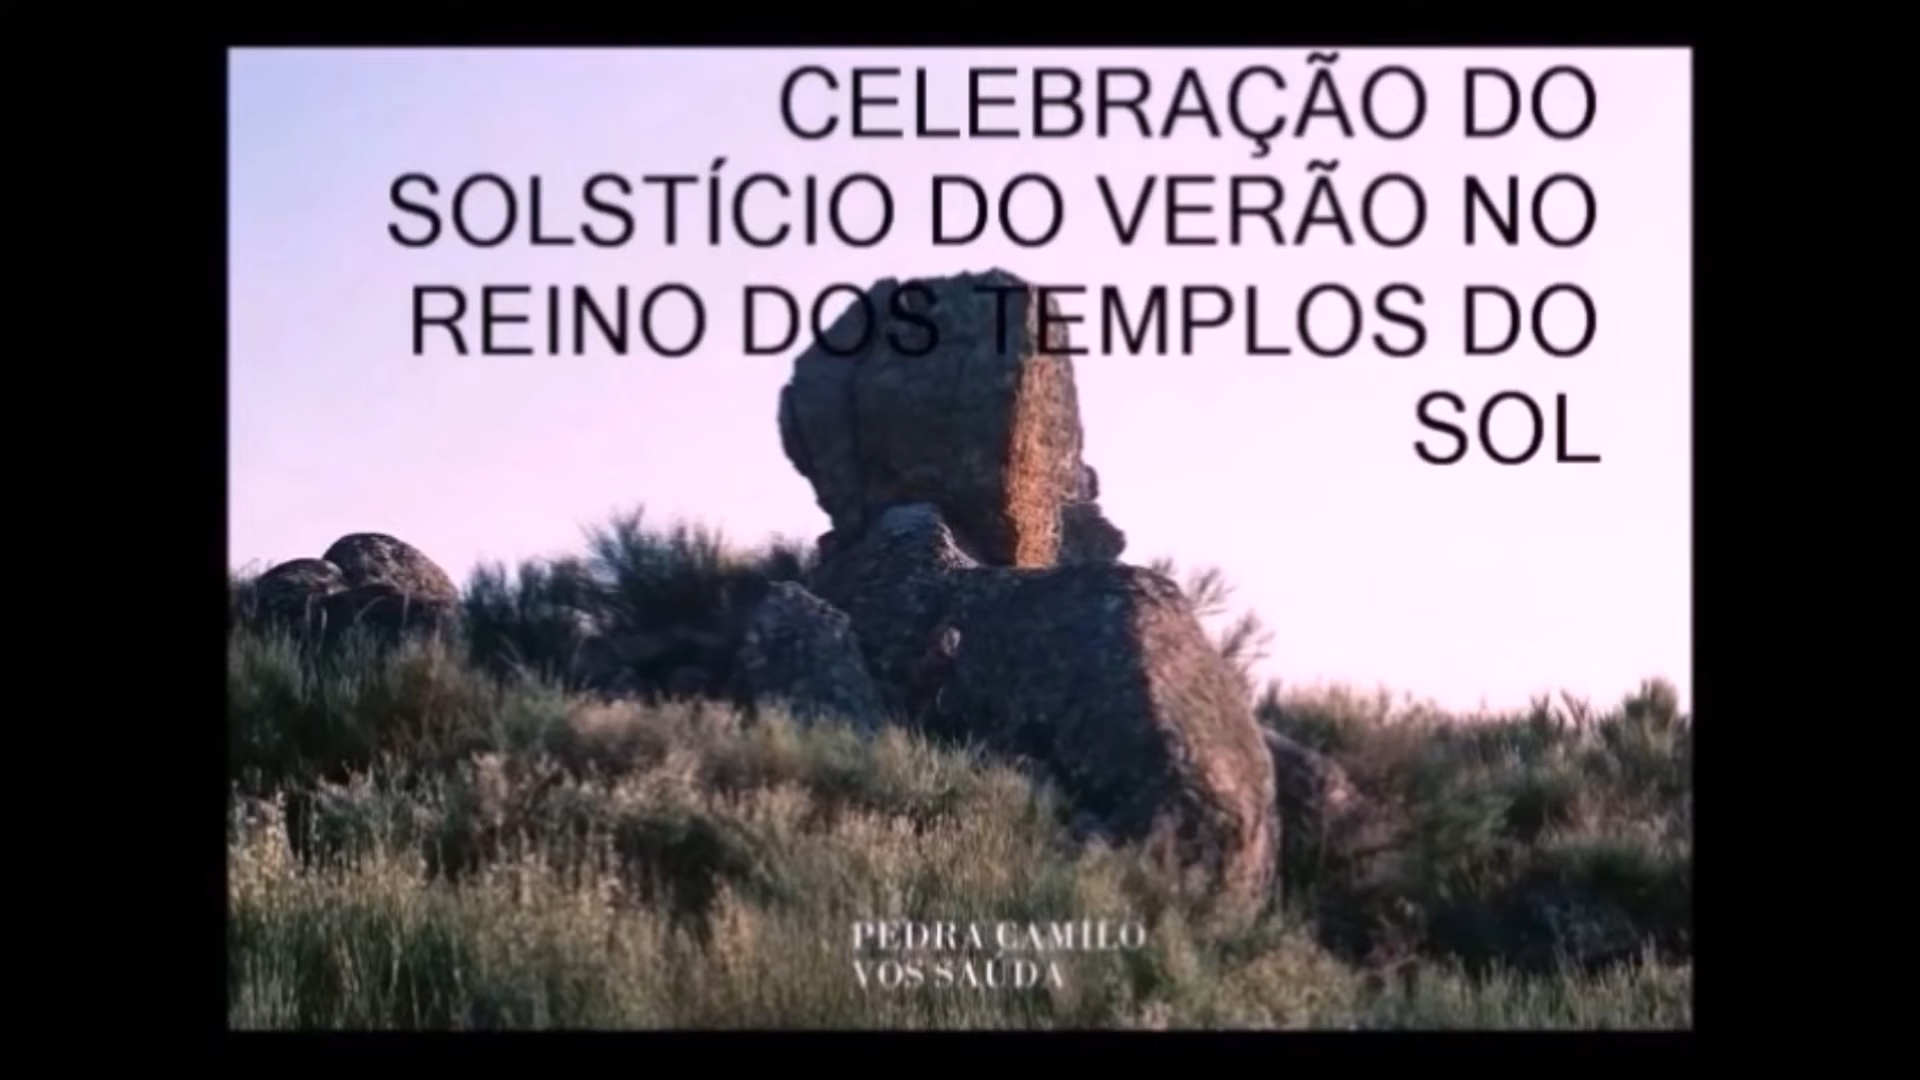 CELEBRAÇÃO DO
SOLSTÍCIO DO VERÃO NO
REINO DOS TEMPLOS DO
SOL
PEDRA CAMILO
VOS SAÚDA